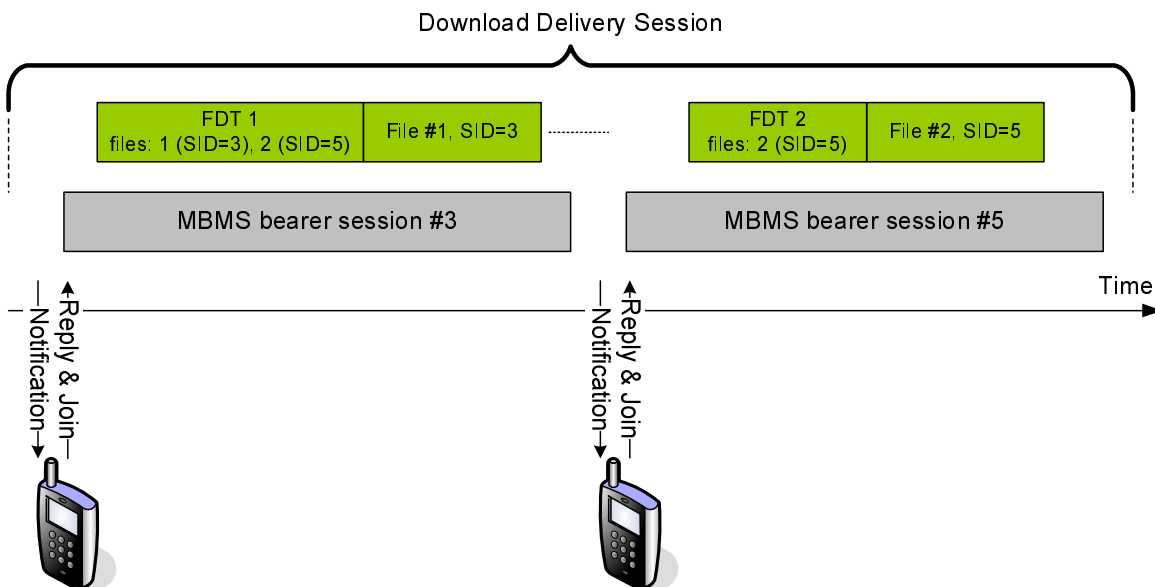 Download Delivery Session
FDT 1
files: 1 (SID=3), 2 (SID=5)
File #1, SID=3
FDT 2
files: 2 (SID=5)
File #2, SID=5
MBMS bearer session #3
MBMS bearer session #5
Time
Notification
Reply & Join
Notification
Reply & Join